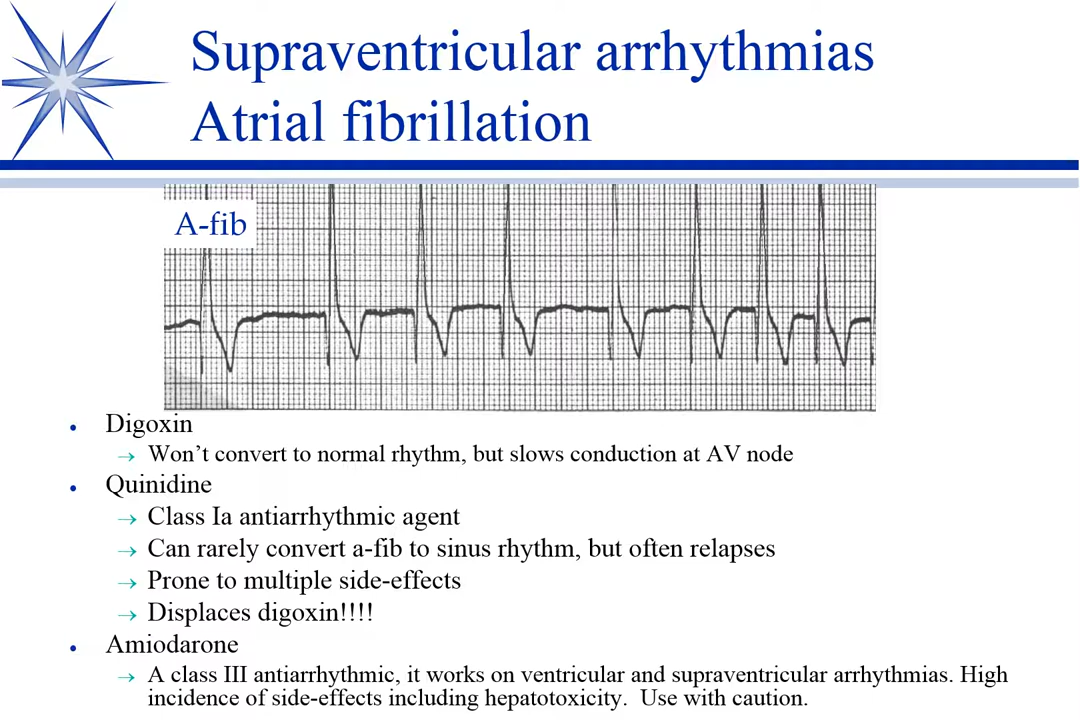 Supraventricular arrhythmias
Atrial fibrillation
A-fib
• Digoxin
→ Won't convert to normal rhythm, but slows conduction at AV node
• Quinidine
→ Class Ia antiarrhythmic agent
→ Can rarely convert a-fib to sinus rhythm, but often relapses
→ Prone to multiple side-effects
→ Displaces digoxin!!!!
• Amiodarone
→ A class III antiarrhythmic, it works on ventricular and supraventricular arrhythmias. High
incidence of side-effects including hepatotoxicity.  Use with caution.